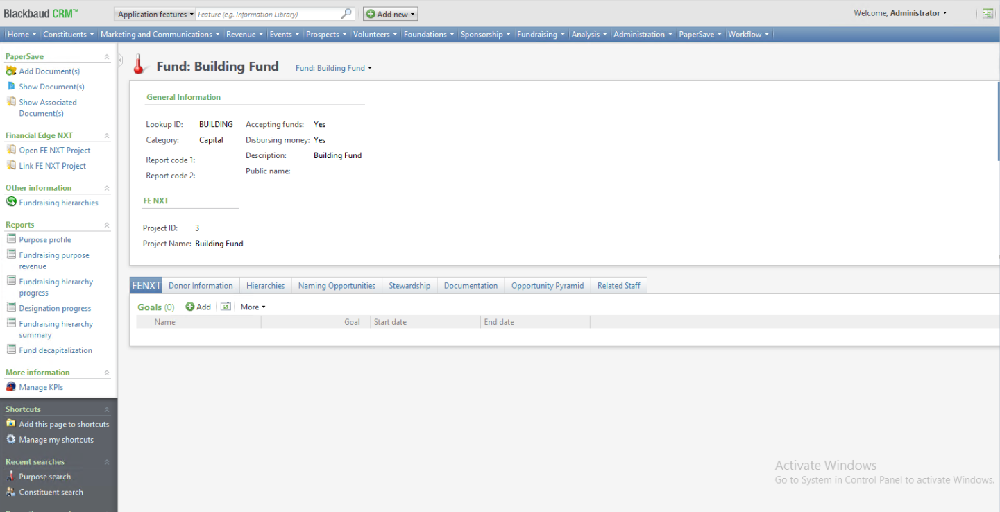 Blackbaud CRM™
Application features
Feature (e.g. Information Library)
Add new
Welcome, Administrator
Home
Constituents
Marketing and Communications
Revenue
Events
Prospects
Volunteers
Foundations
Sponsorship
Fundraising
Analysis
Administration
PaperSave
Workflow
PaperSave
Add Document(s)
Show Document(s)
Show Associated
Document(s)
Financial Edge NXT
Open FE NXT Project
Link FE NXT Project
Other information
Fundraising hierarchies
Reports
Purpose profile
Fundraising purpose
revenue
Fundraising hierarchy
progress
Designation progress
Fundraising hierarchy
summary
Fund decapitalization
More information
Manage KPIs
Shortcuts
Add this page to shortcuts
Manage my shortcuts
Recent searches
Purpose search
Constituent search
Fund: Building Fund
Fund: Building Fund
General Information
Lookup ID: BUILDING
Accepting funds: Yes
Category: Capital
Disbursing money: Yes
Report code 1:
Description: Building Fund
Report code 2:
Public name:
FE NXT
Project ID: 3
Project Name: Building Fund
FENXT
Donor Information
Hierarchies
Naming Opportunities
Stewardship
Documentation
Opportunity Pyramid
Related Staff
Goals (0)
Add
More
Name
Goal
Start date
End date
Activate Windows
Go to System in Control Panel to activate Windows.